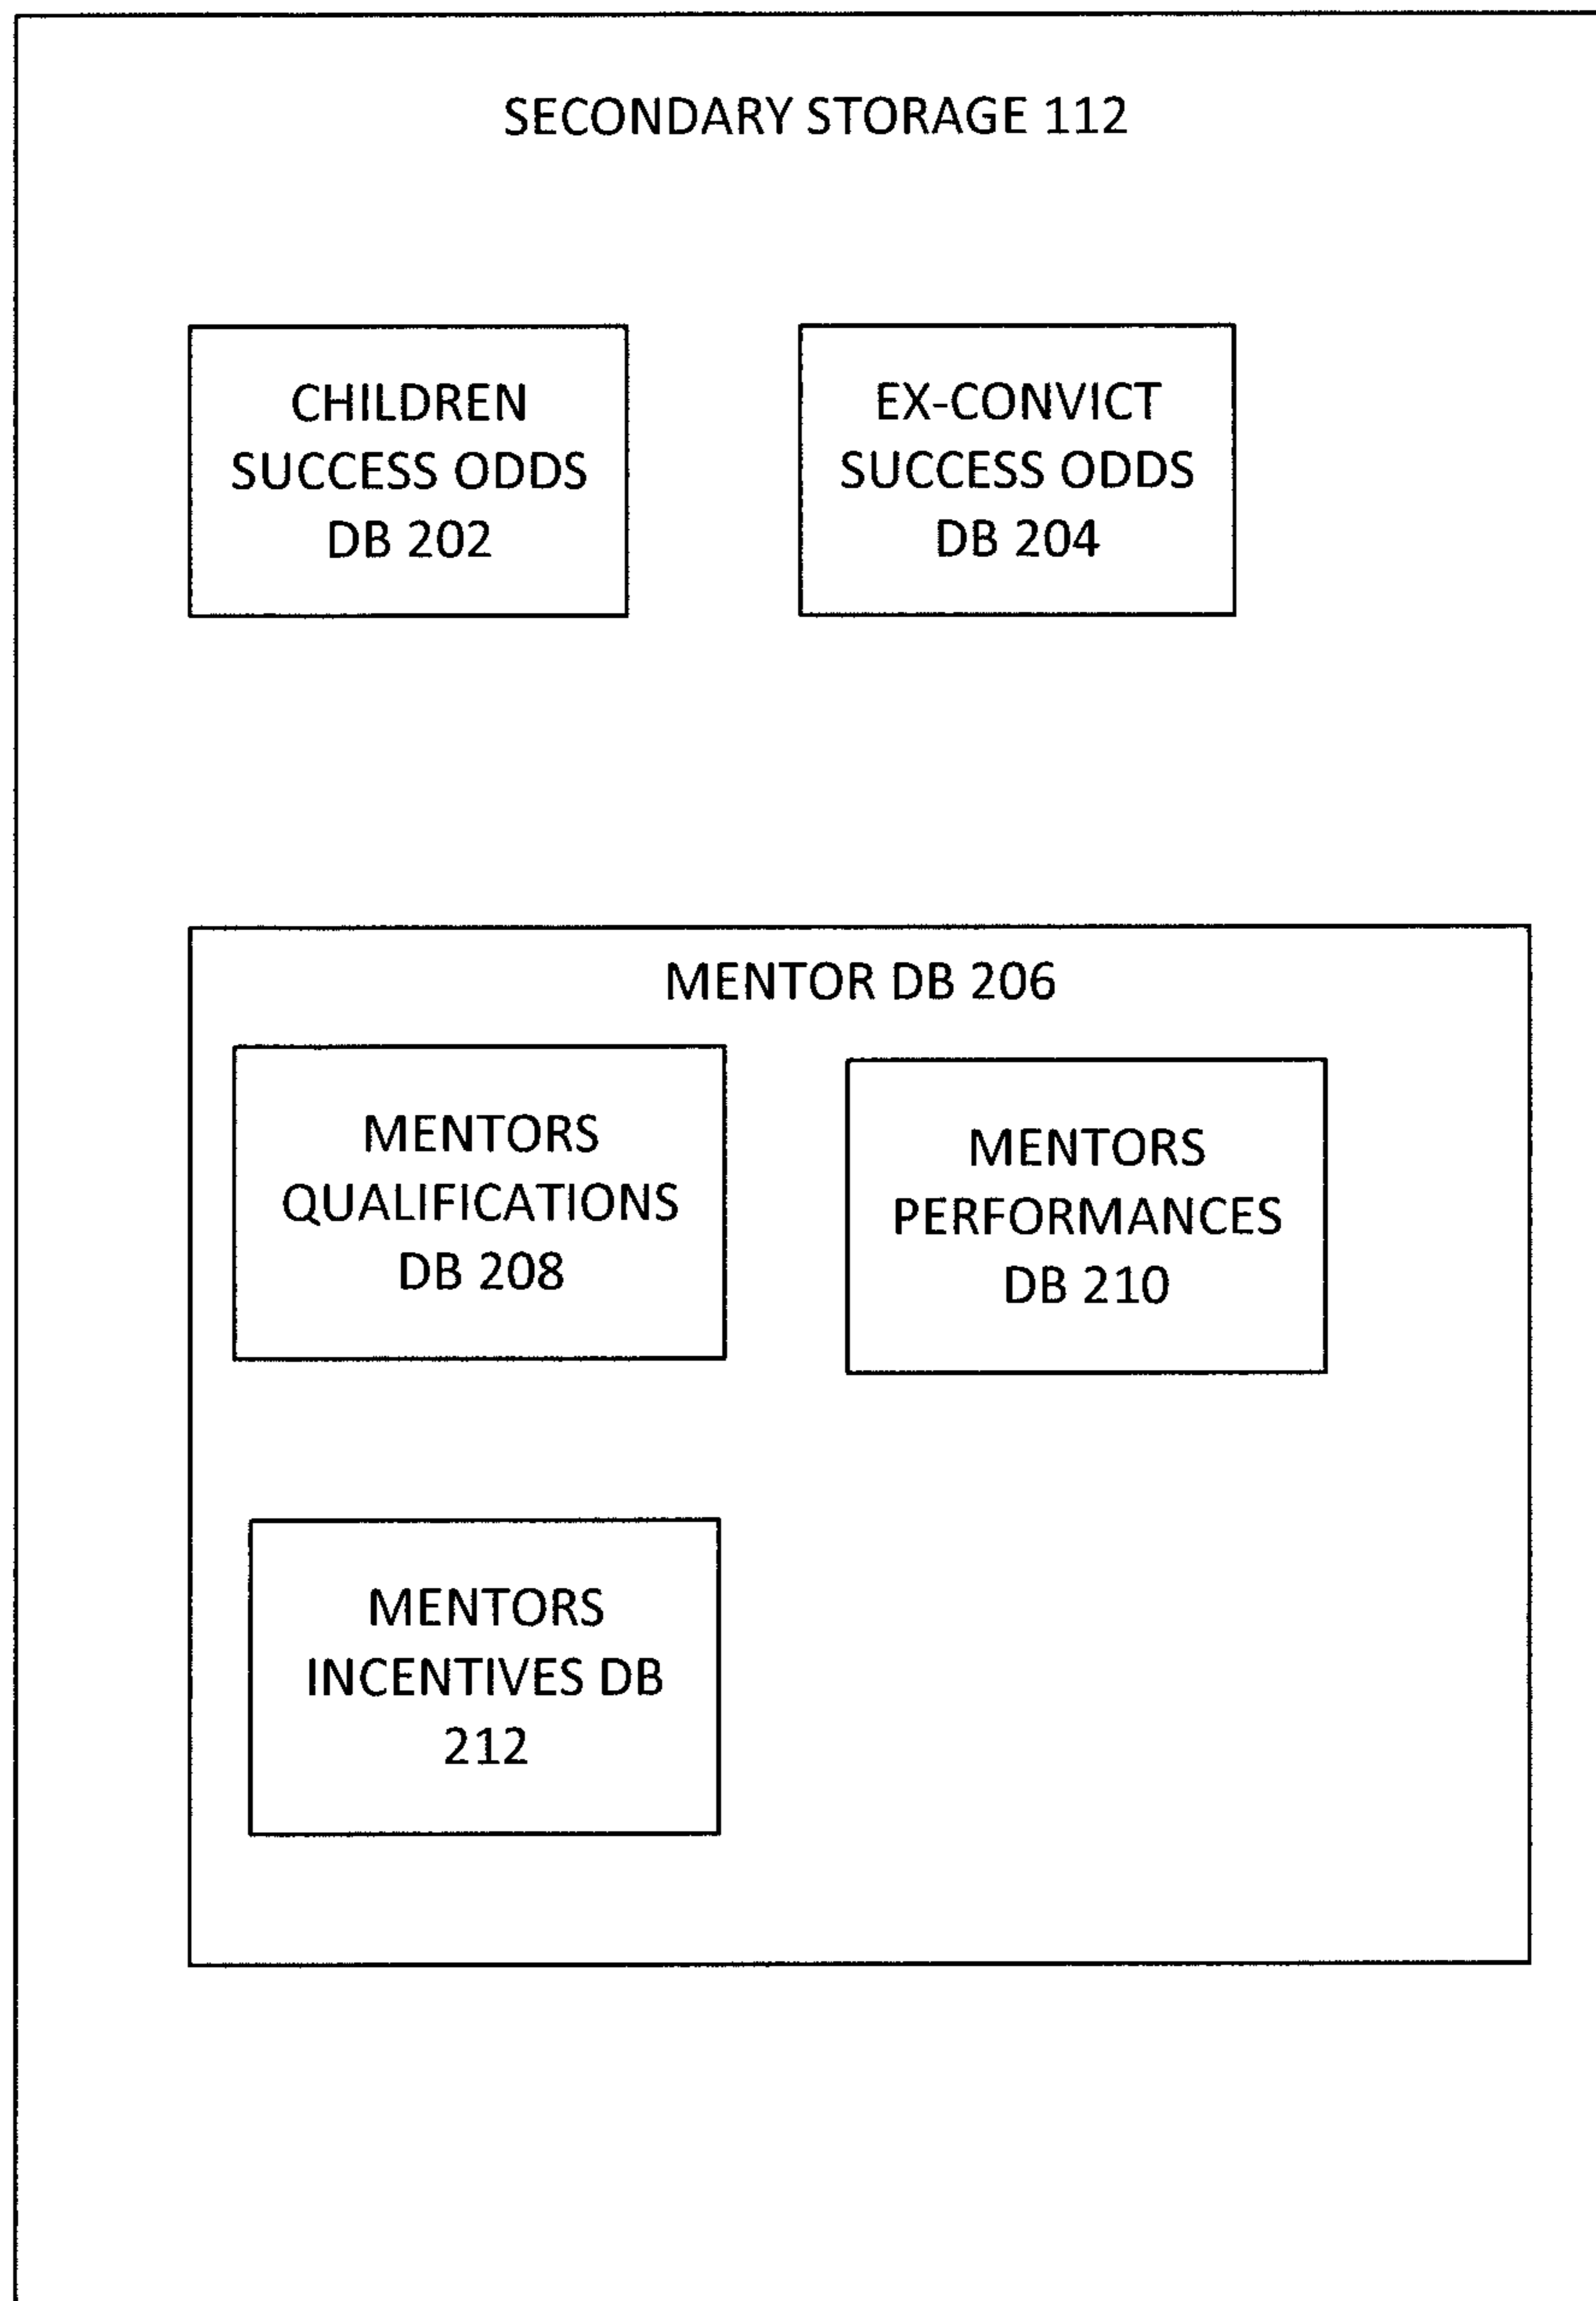 SECONDARY STORAGE 112
CHILDREN
SUCCESS ODDS
DB 202
EX-CONVICT
SUCCESS ODDS
DB 204
MENTOR DB 206
MENTORS
QUALIFICATIONS
DB 208
MENTORS
PERFORMANCES
DB 210
MENTORS
INCENTIVES DB
212